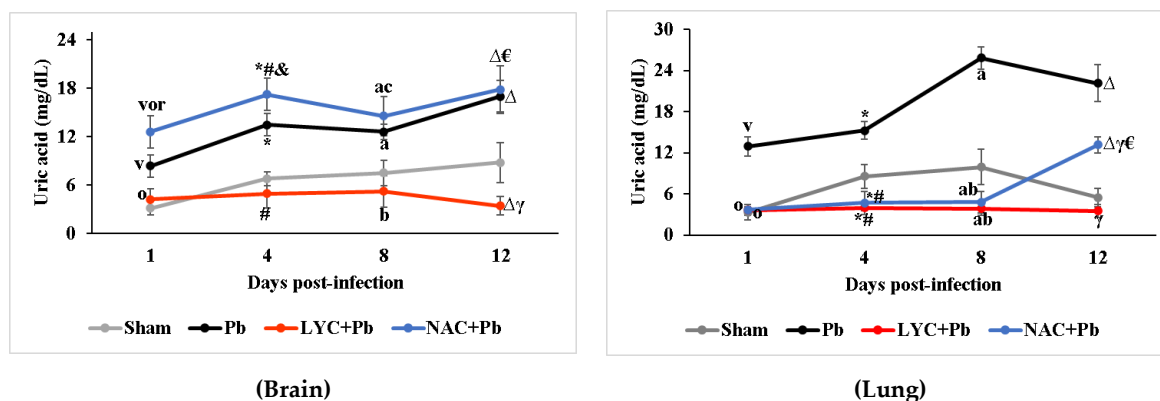 Uric acid (mg/dL)
24
18
12
6
0
vor
v
o
*#&
*
#
ac
a
b
Δ€
Δ
Δγ
1 4 8 12
Days post-infection
Sham Pb LYC+Pb NAC+Pb
(Brain)
Uric acid (mg/dL)
30
24
18
12
6
0
v
o
o
*
*#
*#
a
ab
ab
Δ
Δγ€
γ
1 4 8 12
Days post-infection
Sham Pb LYC+Pb NAC+Pb
(Lung)